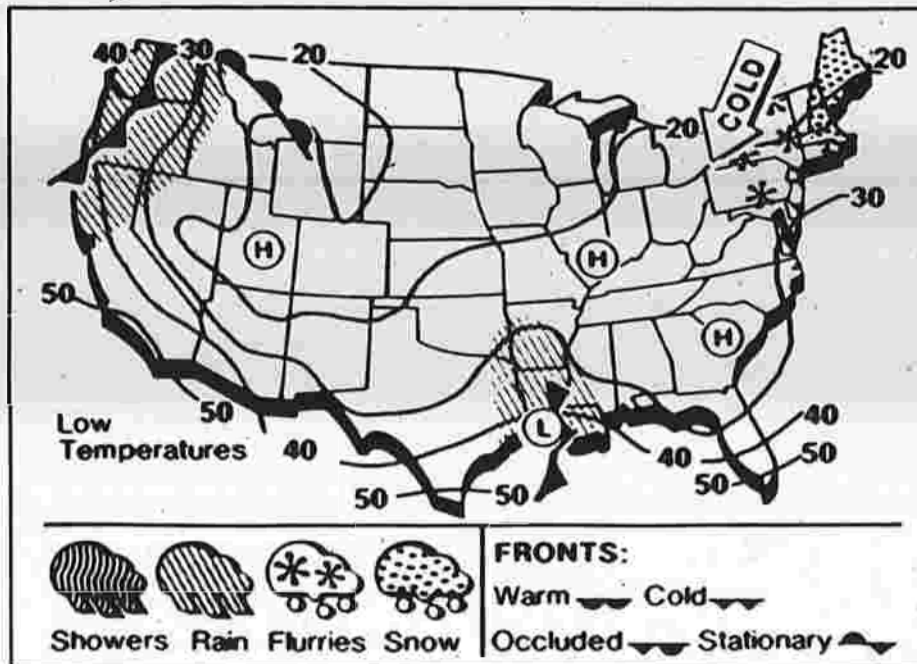 40 30 20 20
COLD
20
30
H H
50
H
50
L
40
Low
Temperatures 40 40
50 50 50 50
Showers Rain Flurries Snow
FRONTS:
Warm Cold
Occluded Stationary